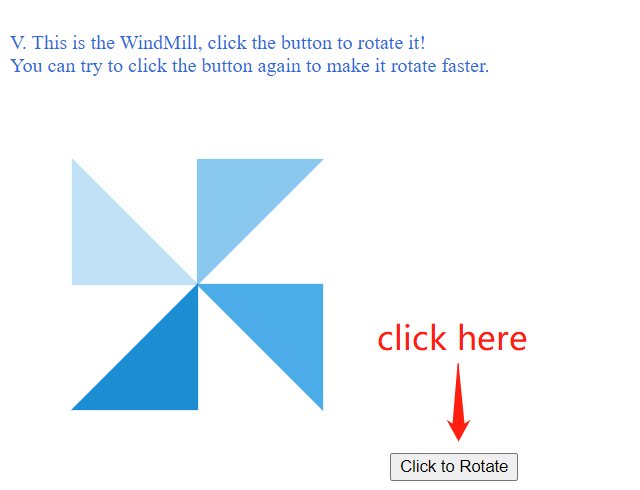 V. This is the WindMill, click the button to rotate it!
You can try to click the button again to make it rotate faster.
click here
Click to Rotate